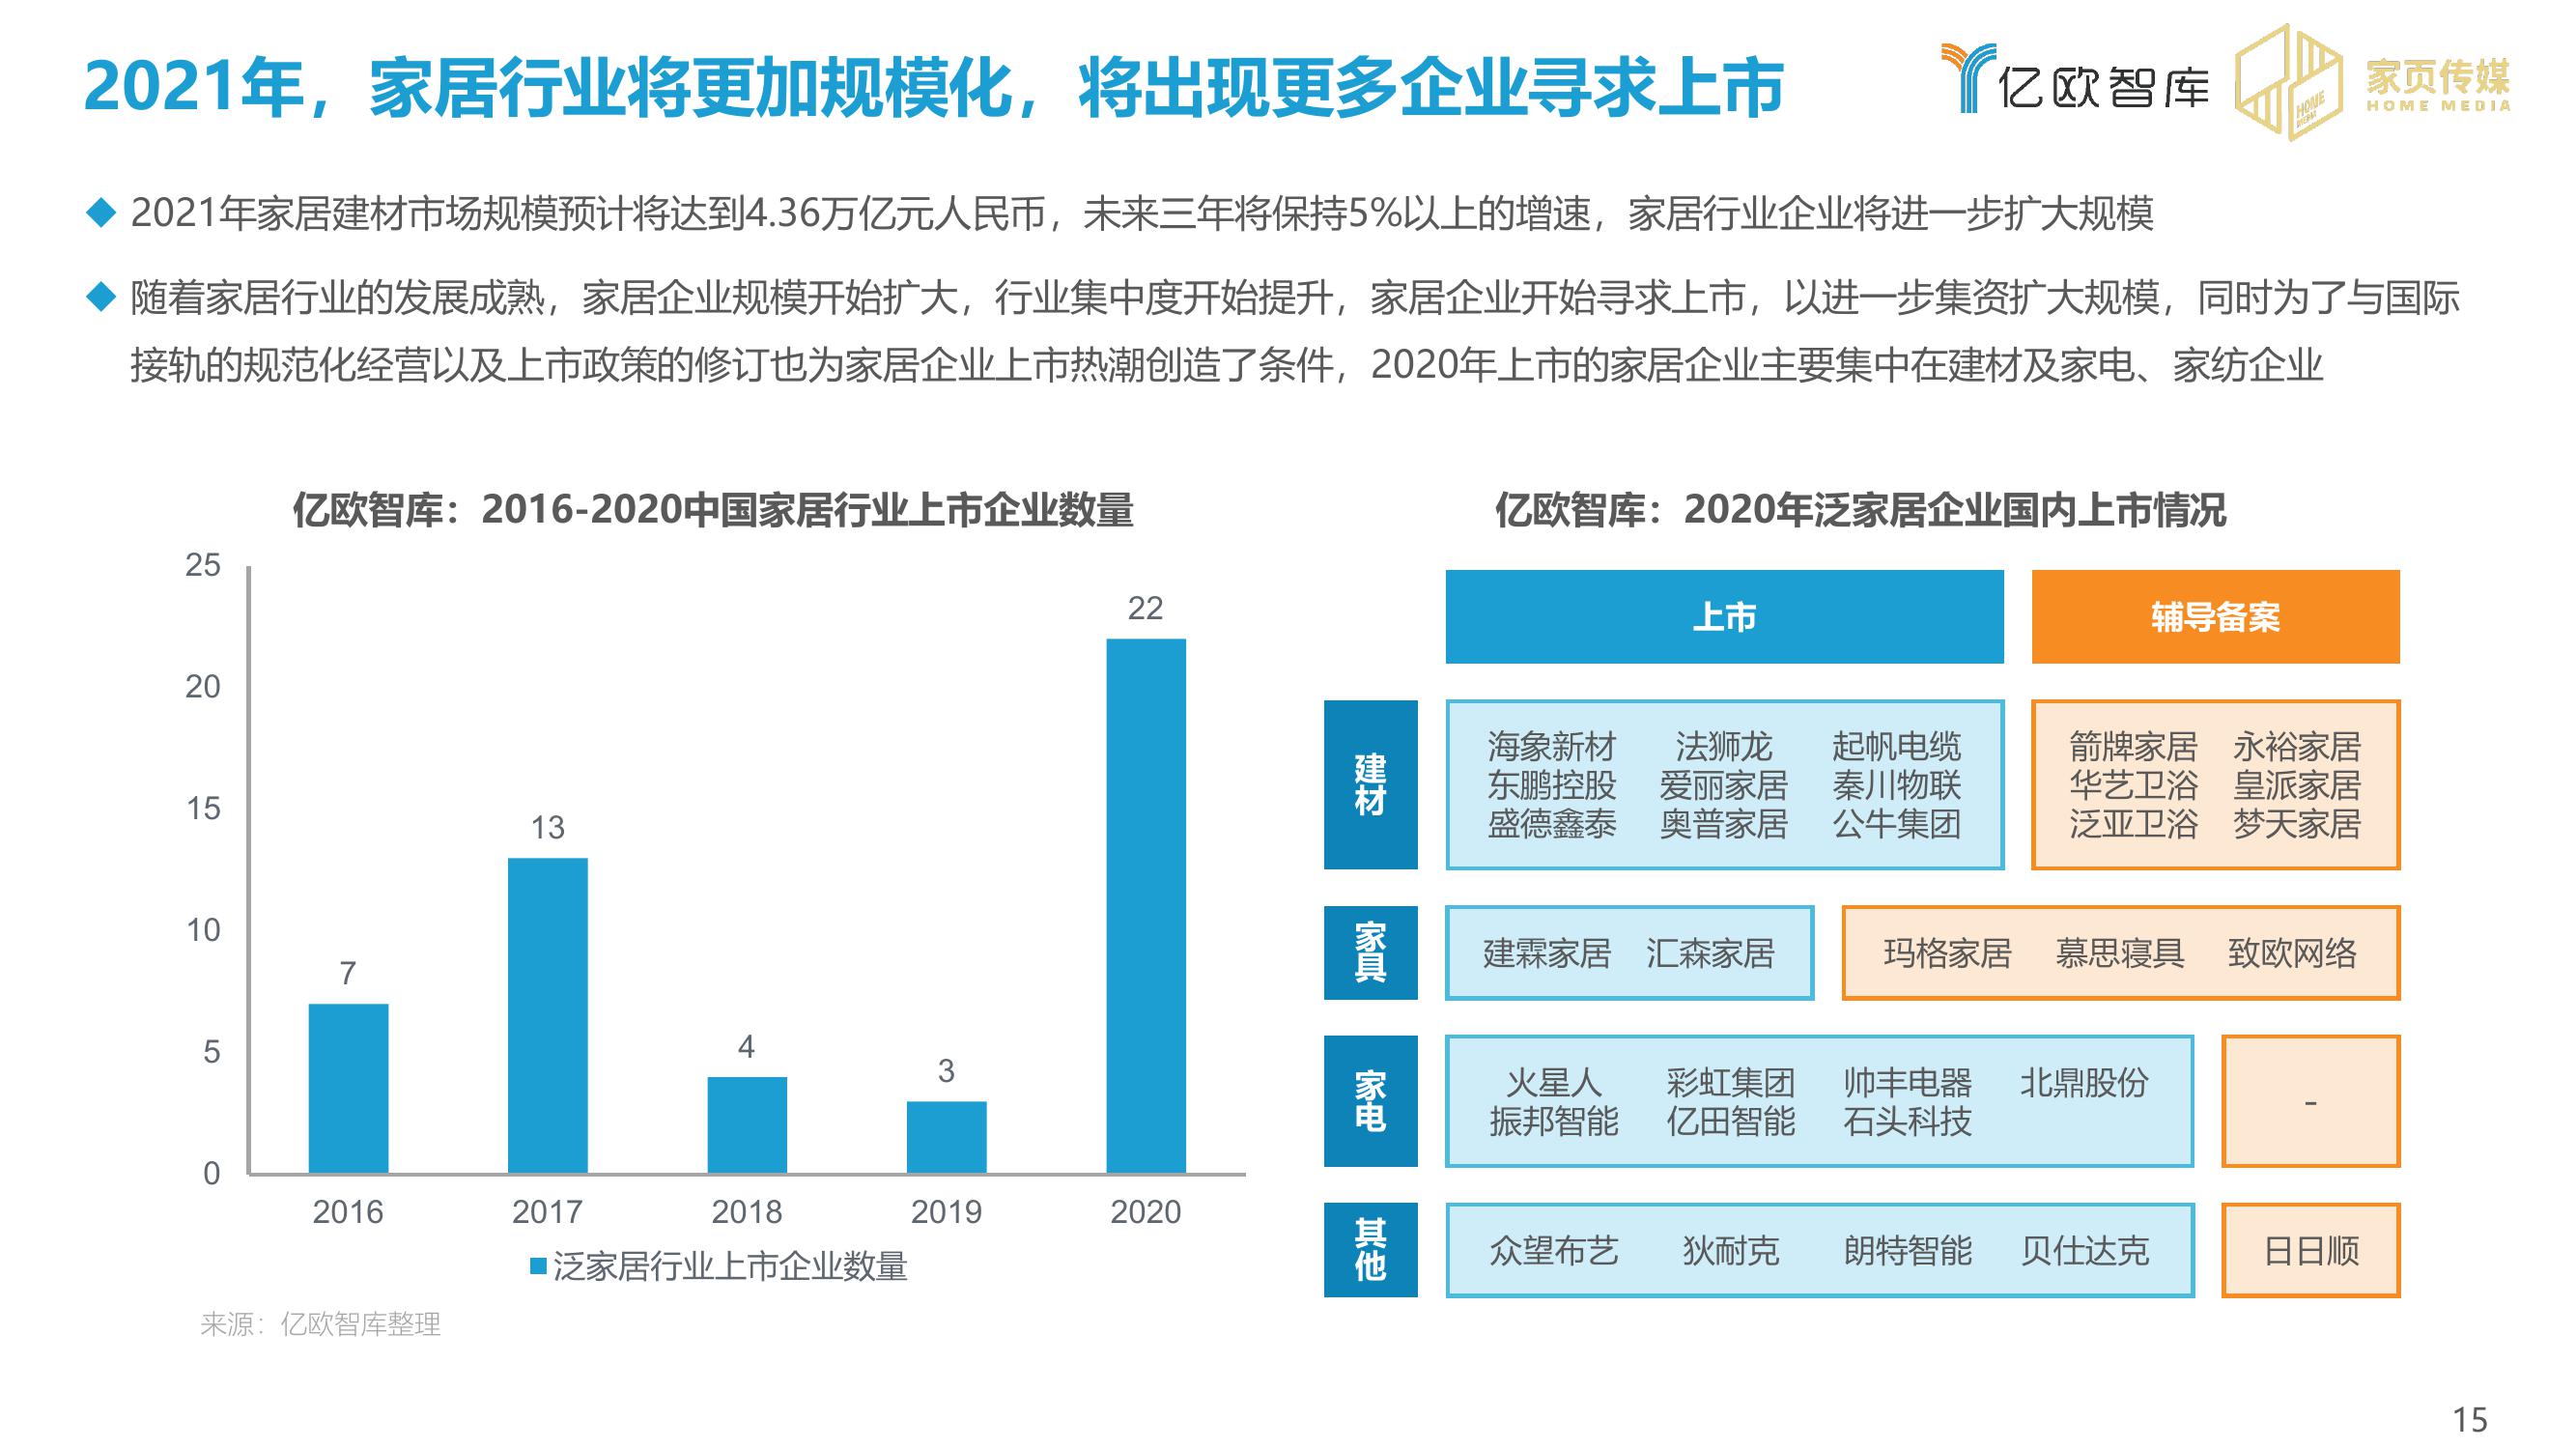 2021年，家居行业将更加规模化，将出现更多企业寻求上市
亿欧智库
家页传媒
HOME MEDIA
2021年家居建材市场规模预计将达到4.36万亿元人民币，未来三年将保持5%以上的增速，家居行业企业将进一步扩大规模
随着家居行业的发展成熟，家居企业规模开始扩大，行业集中度开始提升，家居企业开始寻求上市，以进一步集资扩大规模，同时为了与国际
接轨的规范化经营以及上市政策的修订也为家居企业上市热潮创造了条件，2020年上市的家居企业主要集中在建材及家电、家纺企业
亿欧智库：2016-2020中国家居行业上市企业数量
25
20
15
10
5
0
7
13
4
3
22
2016 2017 2018 2019 2020
泛家居行业上市企业数量
来源：亿欧智库整理
亿欧智库：2020年泛家居企业国内上市情况
上市 辅导备案
建材
海象新材 法狮龙 起帆电缆
东鹏控股 爱丽家居 秦川物联
盛德鑫泰 奥普家居 公牛集团
箭牌家居 永裕家居
华艺卫浴 皇派家居
泛亚卫浴 梦天家居
家具
建霖家居 汇森家居
玛格家居 慕思寝具 致欧网络
家电
火星人 彩虹集团 帅丰电器 北鼎股份
振邦智能 亿田智能 石头科技
-
其他
众望布艺 狄耐克 朗特智能 贝仕达克
日日顺
15